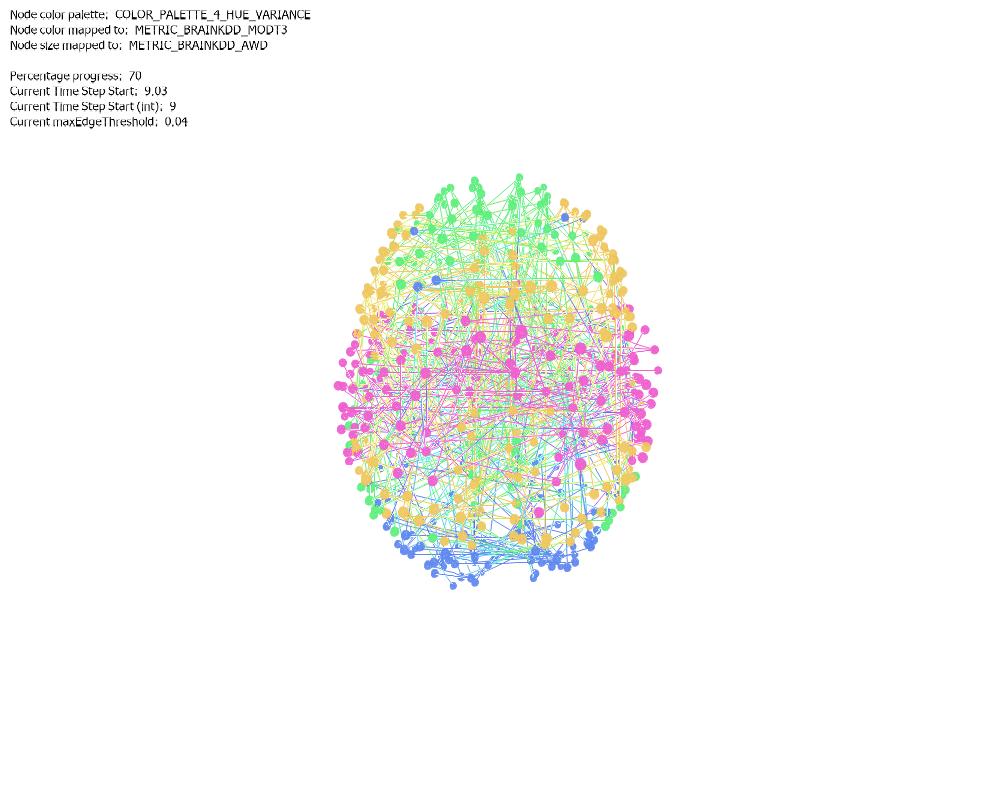 Node color palette:  COLOR_PALETTE_4_HUE_VARIANCE
Node color mapped to:  METRIC_BRAINKDD_MODT3
Node size mapped to:  METRIC_BRAINKDD_AWD
Percentage progress:  70
Current Time Step Start:  9.03
Current Time Step Start (int):  9
Current maxEdgeThreshold:  0.04